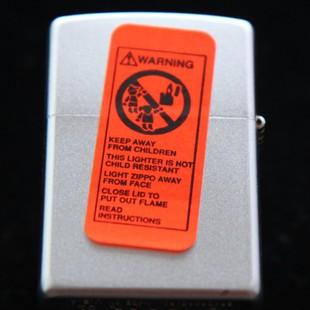 WARNING
KEEP AWAY
FROM CHILDREN
THIS LIGHTER IS NOT
CHILD RESISTANT
LIGHT ZIPPO AWAY
FROM FACE
CLOSE LID TO
PUT OUT FLAME
READ
INSTRUCTIONS